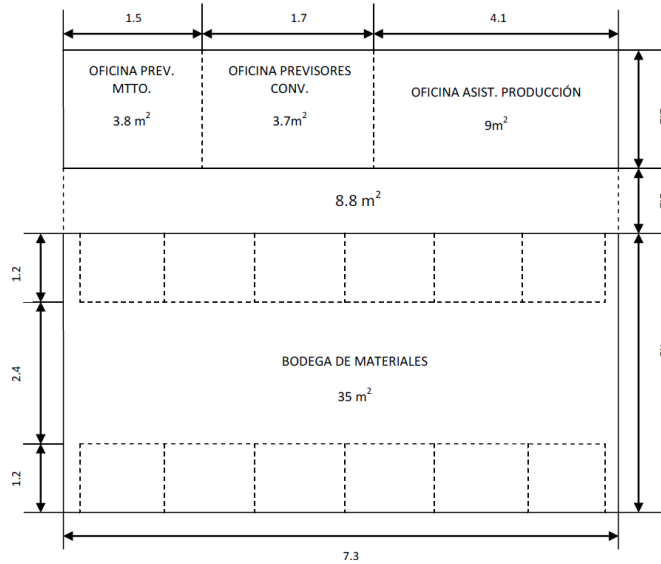 1.5
1.7
4.1
OFICINA PREV.
MTTO.
3.8 m²
OFICINA PREVISORES
CONV.
3.7m²
OFICINA ASIST. PRODUCCIÓN
9m²
8.8 m²
1.2
2.4
1.2
BODEGA DE MATERIALES
35 m²
7.3